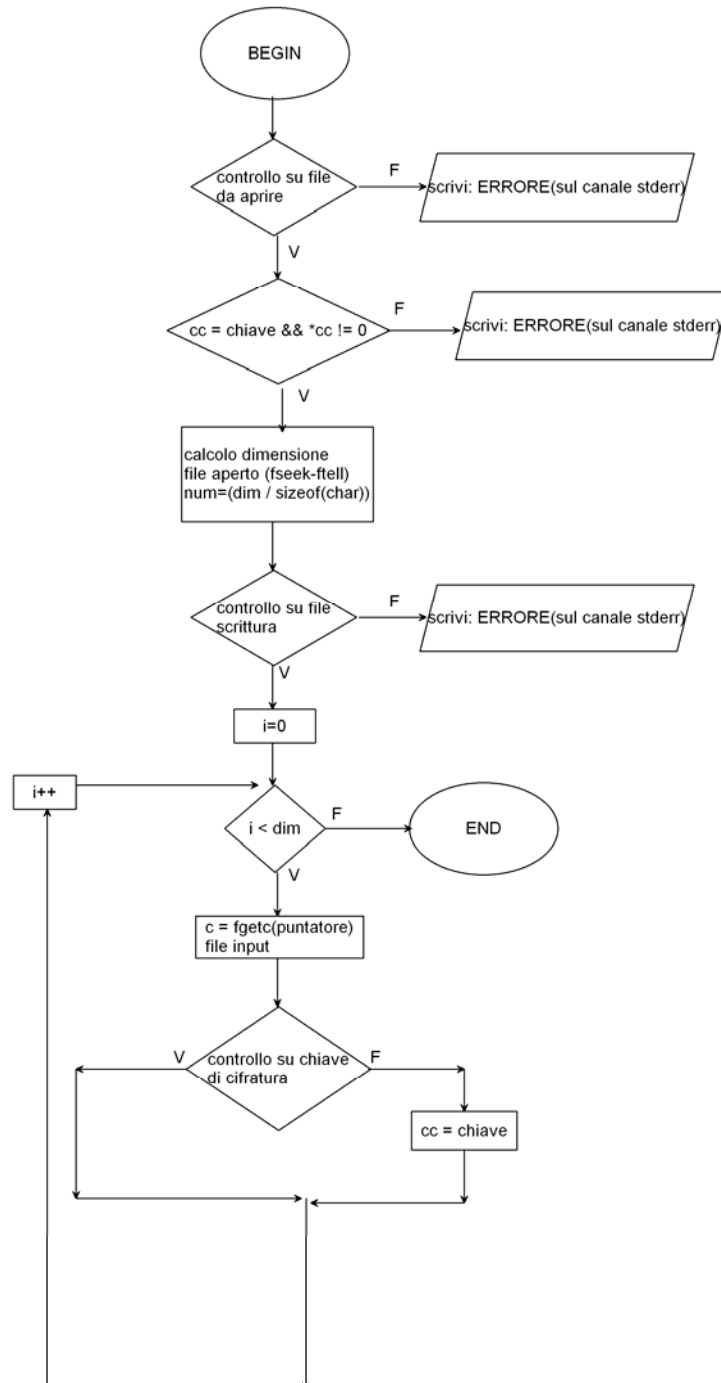 BEGIN
controllo su file
da aprire
F
scrivi: ERRORE(sul canale stderr)
V
cc = chiave && *cc != 0
F
scrivi: ERRORE(sul canale stderr)
V
calcolo dimensione
file aperto (fseek-ftell)
num=(dim / sizeof(char))
controllo su file
scrittura
F
scrivi: ERRORE(sul canale stderr)
V
i=0
i++
i < dim
F
END
V
c = fgetc(puntatore)
file input
V
controllo su chiave
di cifratura
F
cc = chiave